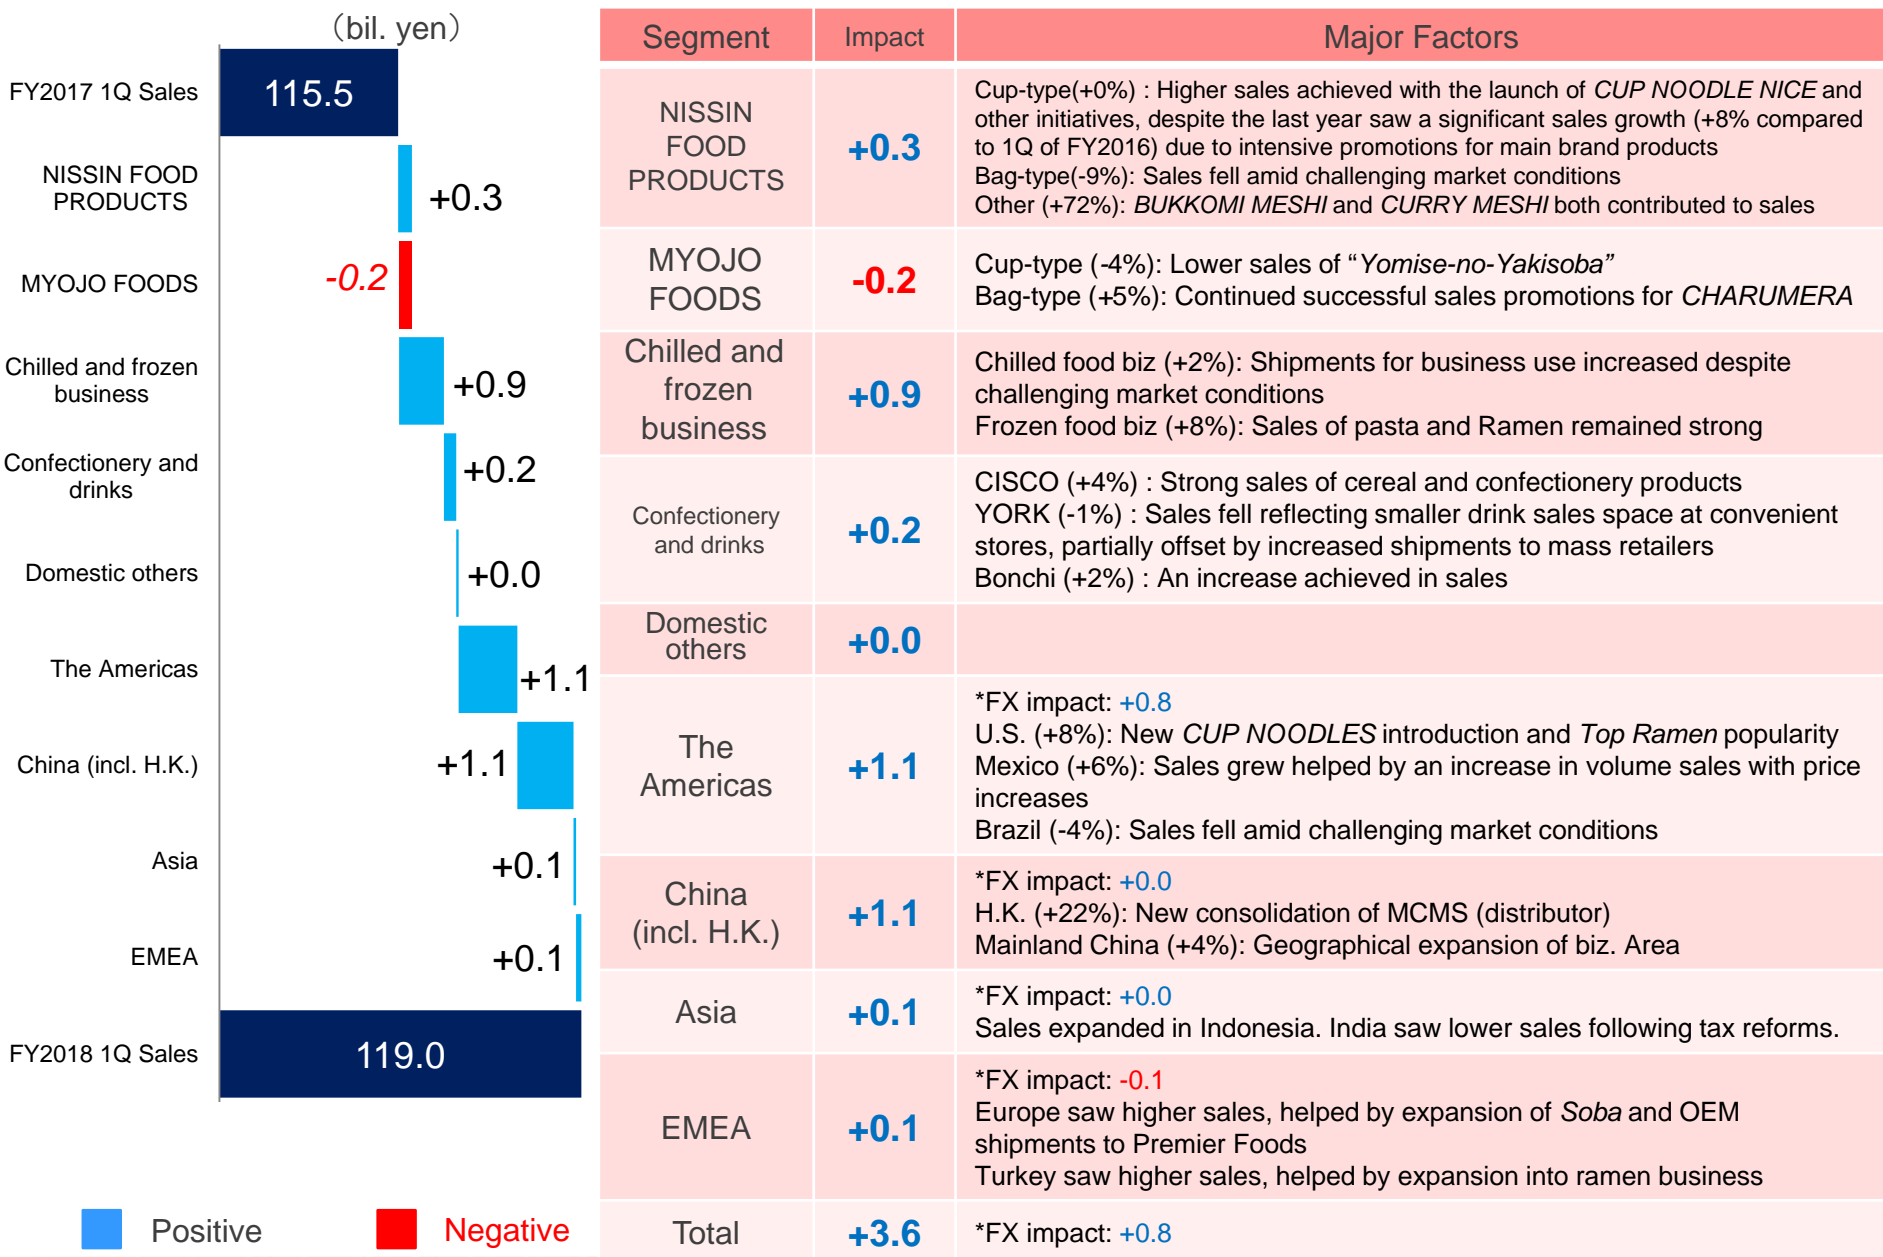 （bil. yen）
FY2017 1Q Sales
115.5
NISSIN FOOD
PRODUCTS
+0.3
MYOJO FOODS
-0.2
Chilled and frozen
business
+0.9
Confectionery and
drinks
+0.2
Domestic others
+0.0
The Americas
+1.1
China (incl. H.K.)
+1.1
Asia
+0.1
EMEA
+0.1
FY2018 1Q Sales
119.0
Positive
Negative
Segment
Impact
Major Factors
NISSIN
FOOD
PRODUCTS
+0.3
Cup-type(+0%) : Higher sales achieved with the launch of CUP NOODLE NICE and
other initiatives, despite the last year saw a significant sales growth (+8% compared
to 1Q of FY2016) due to intensive promotions for main brand products
Bag-type(-9%): Sales fell amid challenging market conditions
Other (+72%): BUKKOMI MESHI and CURRY MESHI both contributed to sales
MYOJO
FOODS
-0.2
Cup-type (-4%): Lower sales of “Yomise-no-Yakisoba”
Bag-type (+5%): Continued successful sales promotions for CHARUMERA
Chilled and
frozen
business
+0.9
Chilled food biz (+2%): Shipments for business use increased despite
challenging market conditions
Frozen food biz (+8%): Sales of pasta and Ramen remained strong
Confectionery
and drinks
+0.2
CISCO (+4%) : Strong sales of cereal and confectionery products
YORK (-1%) : Sales fell reflecting smaller drink sales space at convenient
stores, partially offset by increased shipments to mass retailers
Bonchi (+2%) : An increase achieved in sales
Domestic
others
+0.0
The
Americas
+1.1
*FX impact: +0.8
U.S. (+8%): New CUP NOODLES introduction and Top Ramen popularity
Mexico (+6%): Sales grew helped by an increase in volume sales with price
increases
Brazil (-4%): Sales fell amid challenging market conditions
China
(incl. H.K.)
+1.1
*FX impact: +0.0
H.K. (+22%): New consolidation of MCMS (distributor)
Mainland China (+4%): Geographical expansion of biz. Area
Asia
+0.1
*FX impact: +0.0
Sales expanded in Indonesia. India saw lower sales following tax reforms.
EMEA
+0.1
*FX impact: -0.1
Europe saw higher sales, helped by expansion of Soba and OEM
shipments to Premier Foods
Turkey saw higher sales, helped by expansion into ramen business
Total
+3.6
*FX impact: +0.8